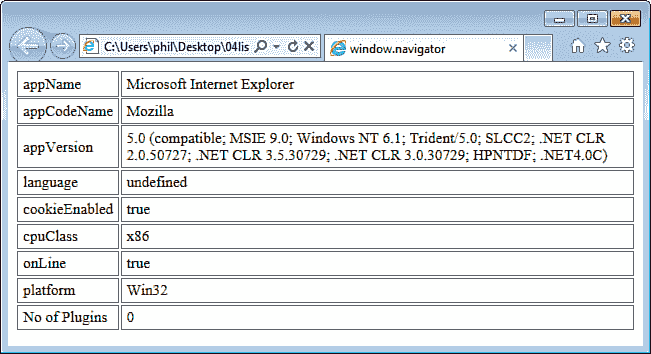 C:\Users\phil\Desktop\04lis
window.navigator
appName Microsoft Internet Explorer
appCodeName Mozilla
appVersion 5.0 (compatible; MSIE 9.0; Windows NT 6.1; Trident/5.0; SLCC2; .NET CLR
2.0.50727; .NET CLR 3.5.30729; .NET CLR 3.0.30729; HPNTDF; .NET4.0C)
language undefined
cookieEnabled true
cpuClass x86
onLine true
platform Win32
No of Plugins 0